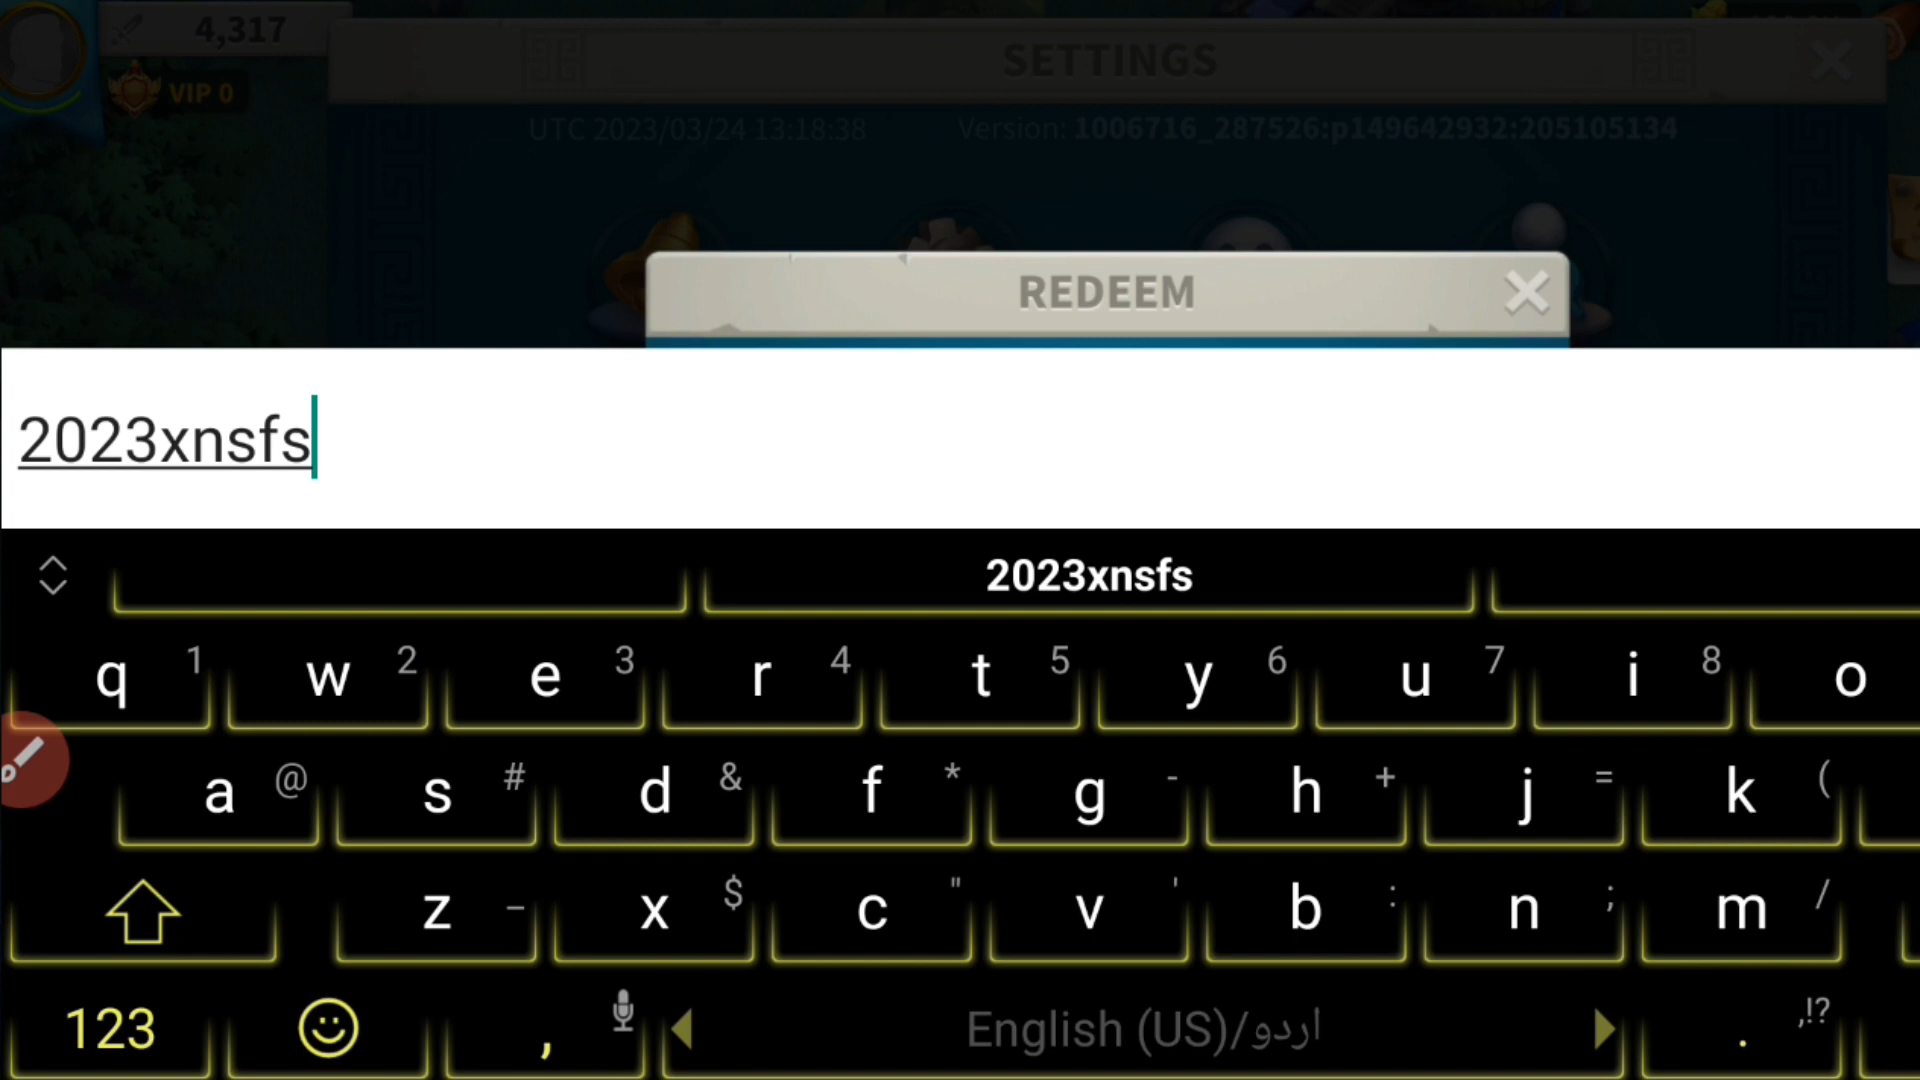 4,317
SETTINGS
VIP 0
UTC 2023/03/24 13:18:38 Version: 1006716_287526:p149642932:205105134
REDEEM
2023xnsfs
2023xnsfs
q 1 w 2 e 3 r 4 t 5 y 6 u 7 i 8 o
a @ s # d & f * g - h + j = k (
z _ x $ c " v ' b : n ; m /
123 , English (US)/اردو . ,!?